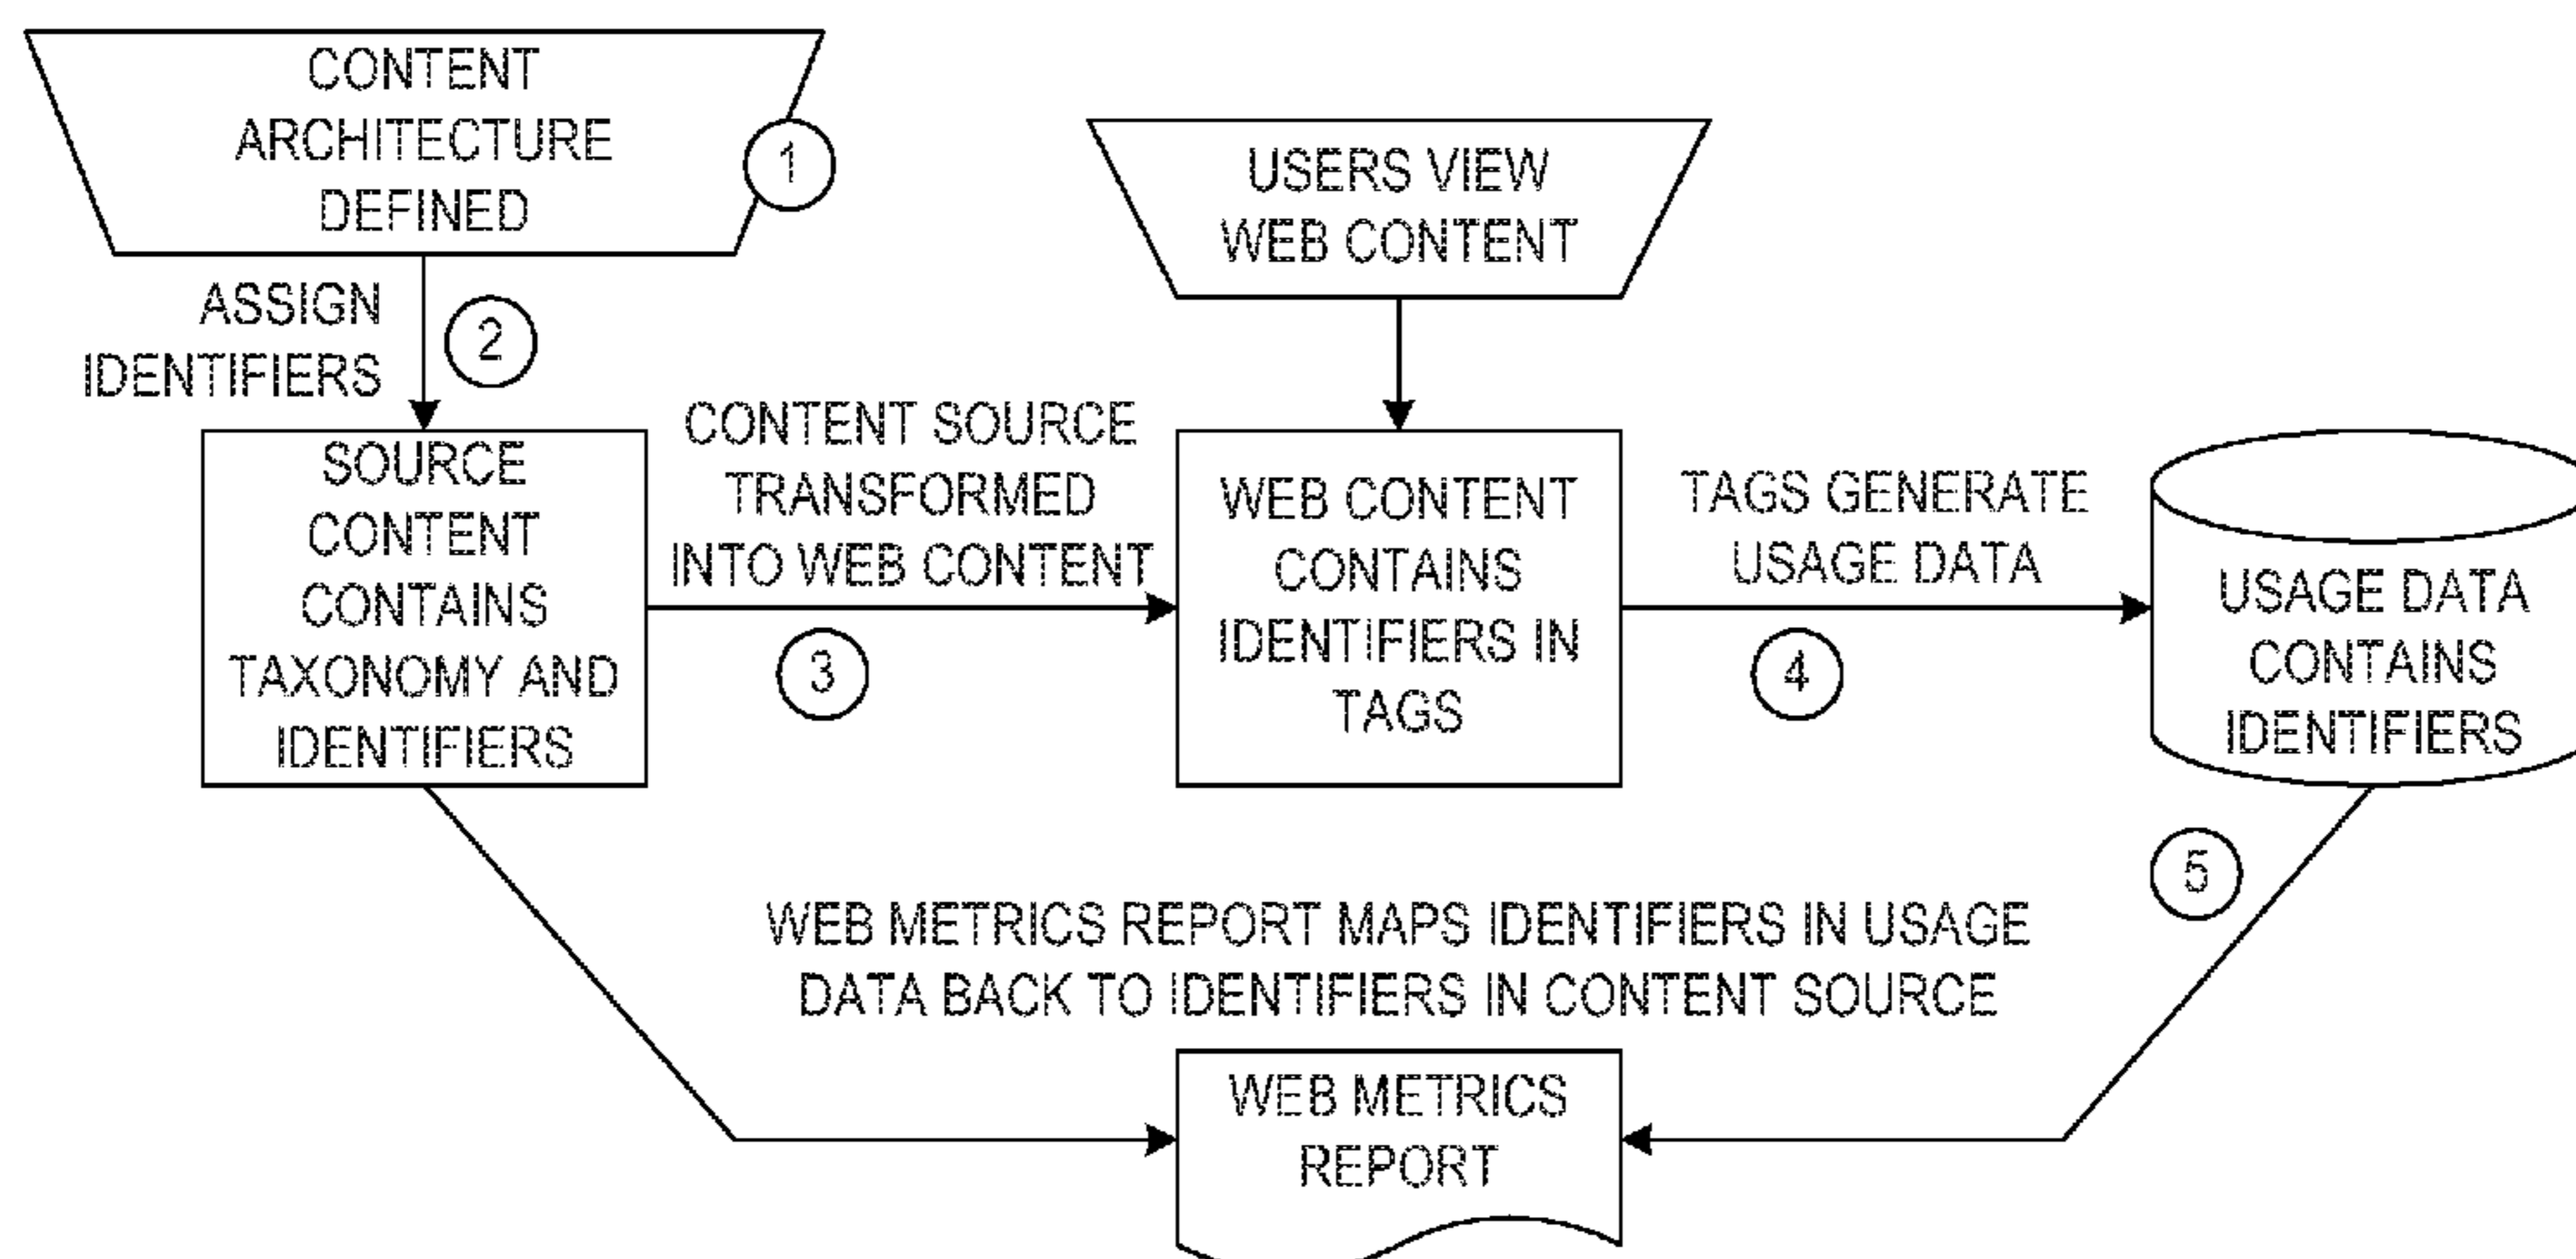 CONTENT
ARCHITECTURE
DEFINED
1
USERS VIEW
WEB CONTENT
ASSIGN
IDENTIFIERS
2
SOURCE
CONTENT
CONTAINS
TAXONOMY AND
IDENTIFIERS
CONTENT SOURCE
TRANSFORMED
INTO WEB CONTENT
3
WEB CONTENT
CONTAINS
IDENTIFIERS IN
TAGS
TAGS GENERATE
USAGE DATA
4
USAGE DATA
CONTAINS
IDENTIFIERS
5
WEB METRICS REPORT MAPS IDENTIFIERS IN USAGE
DATA BACK TO IDENTIFIERS IN CONTENT SOURCE
WEB METRICS
REPORT